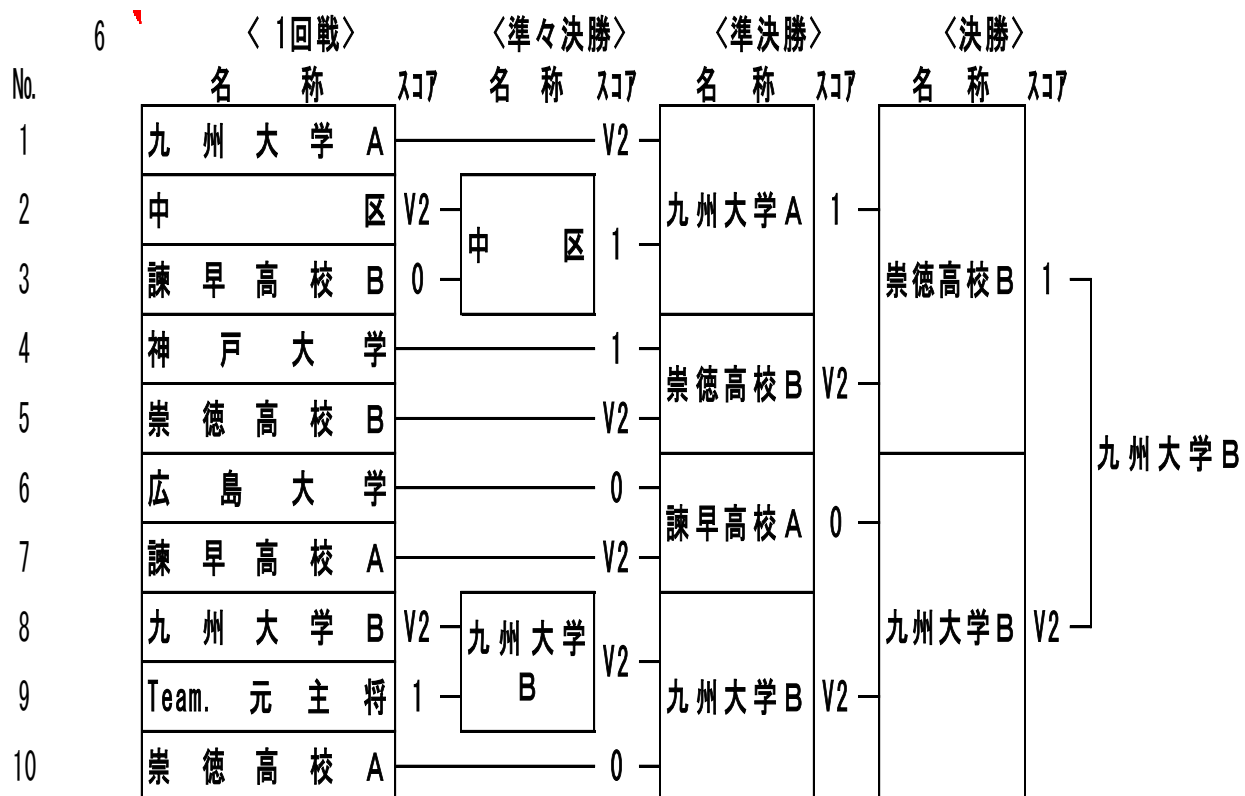 6 〈 1回戦〉 〈準々決勝〉 〈準決勝〉 〈決勝〉
No. 名 称 スコア 名 称 スコア 名 称 スコア 名 称 スコア
1 九州大学A V2
2 中区 V2 九州大学A 1
中区 1
3 諫早高校B 0 崇徳高校B 1
4 神戸大学 1
崇徳高校B V2
5 崇徳高校B V2
九州大学B
6 広島大学 0
諫早高校A 0
7 諫早高校A V2
8 九州大学B V2 九州大学B V2 九州大学B V2
9 Team. 元主将 1 九州大学B V2
10 崇徳高校A 0